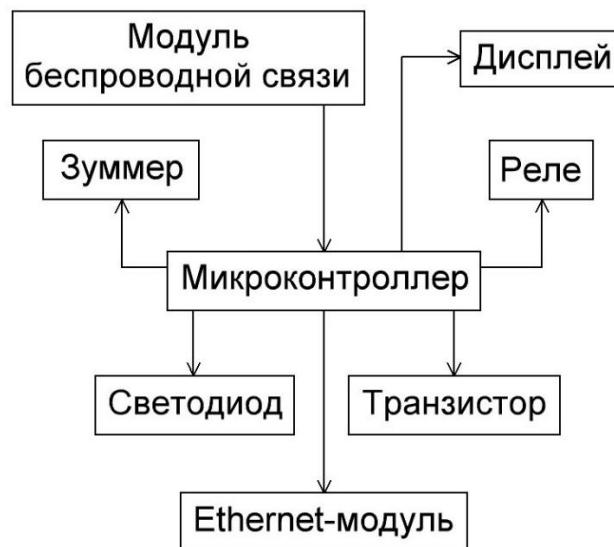 Модуль
беспроводной связи
Дисплей
Зуммер
Реле
Микроконтроллер
Светодиод
Транзистор
Ethernet-модуль